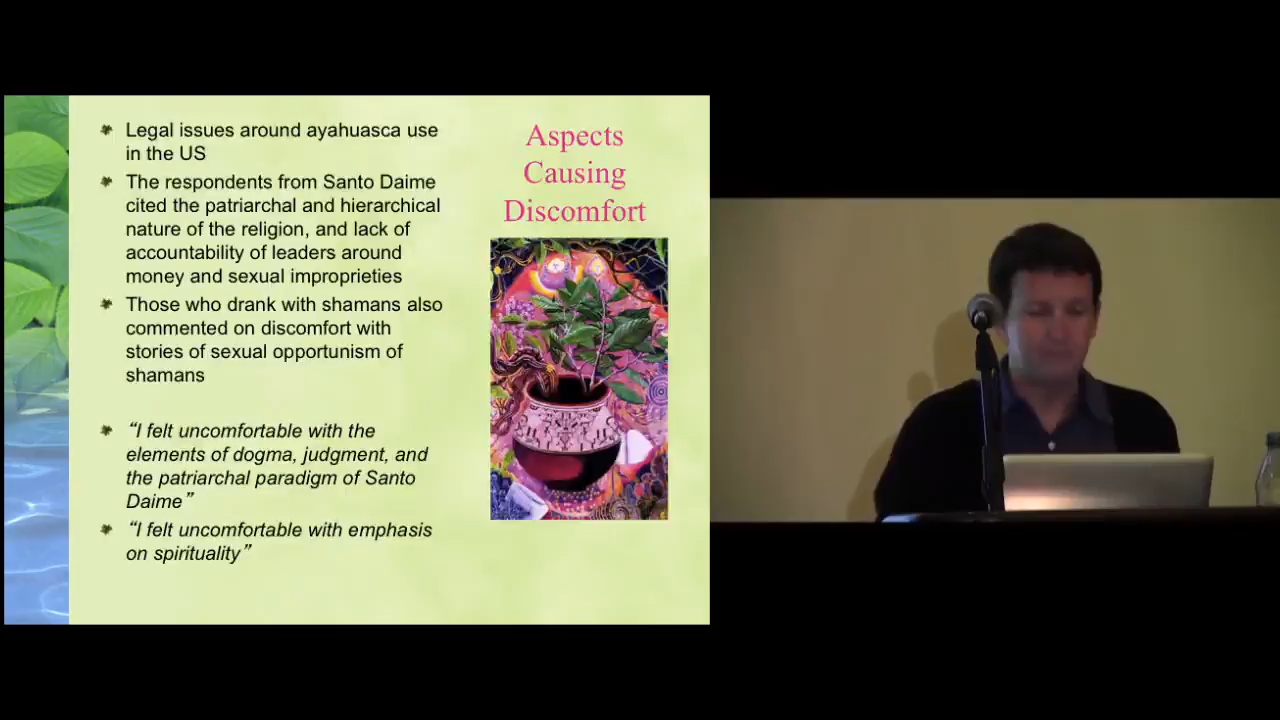 Legal issues around ayahuasca use
in the US
The respondents from Santo Daime
cited the patriarchal and hierarchical
nature of the religion, and lack of
accountability of leaders around
money and sexual improprieties
Those who drank with shamans also
commented on discomfort with
stories of sexual opportunism of
shamans
“I felt uncomfortable with the
elements of dogma, judgment, and
the patriarchal paradigm of Santo
Daime”
“I felt uncomfortable with emphasis
on spirituality”
Aspects
Causing
Discomfort